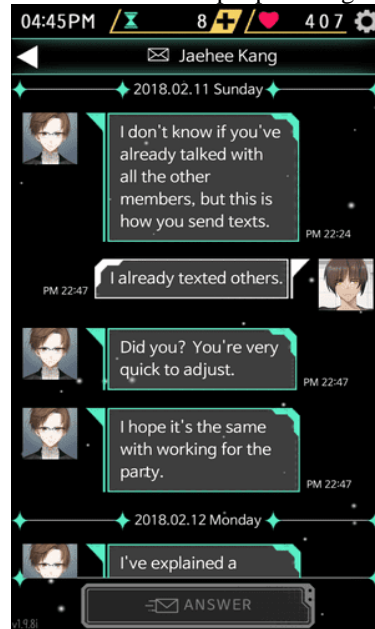 04:45PM
8
407
Jaehee Kang
2018.02.11 Sunday
I don't know if you've
already talked with
all the other
members, but this is
how you send texts.
PM 22:24
I already texted others.
PM 22:47
Did you? You're very
quick to adjust.
PM 22:47
I hope it's the same
with working for the
party.
PM 22:47
2018.02.12 Monday
I've explained a
ANSWER
v1.9.8i